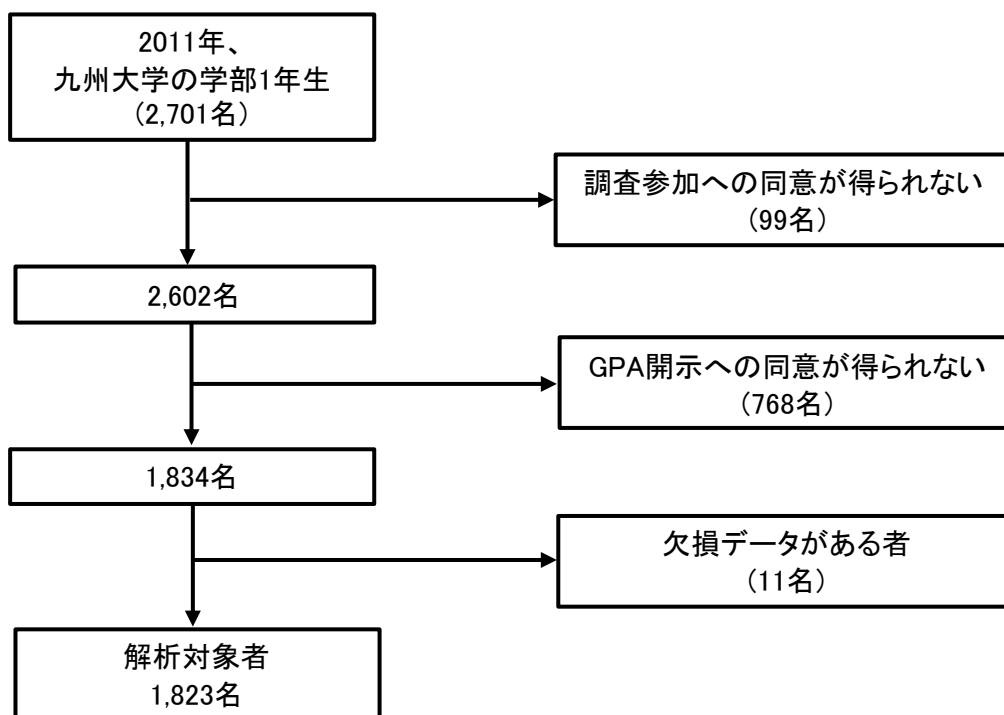 2011年、
九州大学の学部1年生
(2,701名)
調査参加への同意が得られない
(99名)
2,602名
GPA開示への同意が得られない
(768名)
1,834名
欠損データがある者
(11名)
解析対象者
1,823名